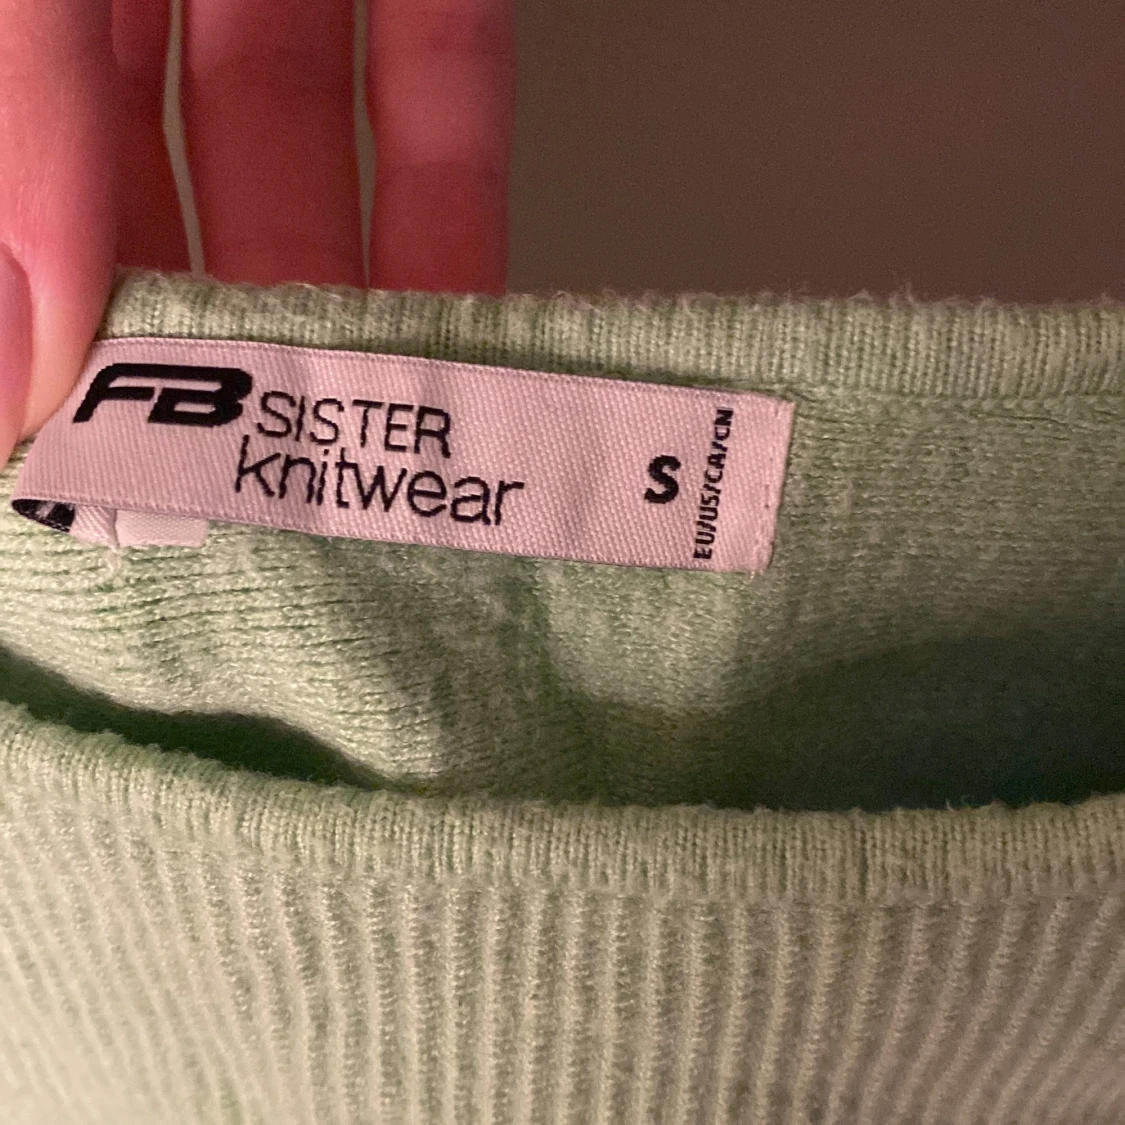 FB SISTER
knitwear
S
EU/US/CA/CN